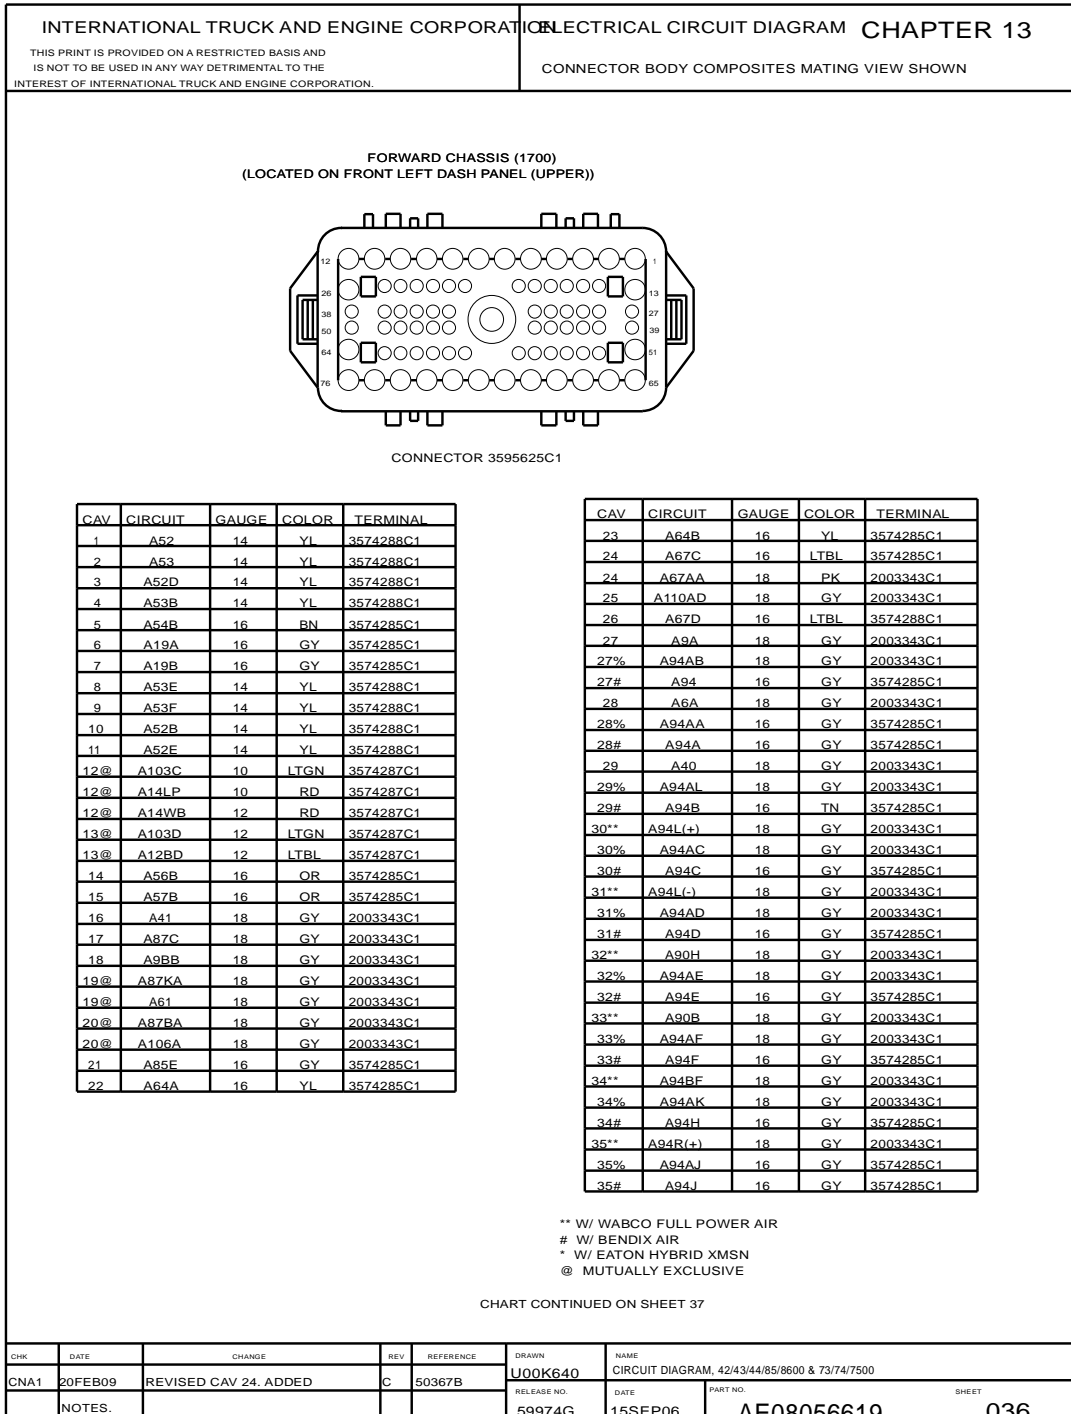 INTERNATIONAL TRUCK AND ENGINE CORPORATION
THIS PRINT IS PROVIDED ON A RESTRICTED BASIS AND
IS NOT TO BE USED IN ANY WAY DETRIMENTAL TO THE
INTEREST OF INTERNATIONAL TRUCK AND ENGINE CORPORATION.
ELECTRICAL CIRCUIT DIAGRAM CHAPTER 13
CONNECTOR BODY COMPOSITES MATING VIEW SHOWN
FORWARD CHASSIS (1700)
(LOCATED ON FRONT LEFT DASH PANEL (UPPER))
12 1
26 13
38 27
50 39
64 51
76 65
CONNECTOR 3595625C1
CAV CIRCUIT GAUGE COLOR TERMINAL
1 A52 14 YL 3574288C1
2 A53 14 YL 3574288C1
3 A52D 14 YL 3574288C1
4 A53B 14 YL 3574288C1
5 A54B 16 BN 3574285C1
6 A19A 16 GY 3574285C1
7 A19B 16 GY 3574285C1
8 A53E 14 YL 3574288C1
9 A53F 14 YL 3574288C1
10 A52B 14 YL 3574288C1
11 A52E 14 YL 3574288C1
12@ A103C 10 LTGN 3574287C1
12@ A14LP 10 RD 3574287C1
12@ A14WB 12 RD 3574287C1
13@ A103D 12 LTGN 3574287C1
13@ A12BD 12 LTBL 3574287C1
14 A56B 16 OR 3574285C1
15 A57B 16 OR 3574285C1
16 A41 18 GY 2003343C1
17 A87C 18 GY 2003343C1
18 A9BB 18 GY 2003343C1
19@ A87KA 18 GY 2003343C1
19@ A61 18 GY 2003343C1
20@ A87BA 18 GY 2003343C1
20@ A106A 18 GY 2003343C1
21 A85E 16 GY 3574285C1
22 A64A 16 YL 3574285C1
CAV CIRCUIT GAUGE COLOR TERMINAL
23 A64B 16 YL 3574285C1
24 A67C 16 LTBL 3574285C1
24 A67AA 18 PK 2003343C1
25 A110AD 18 GY 2003343C1
26 A67D 16 LTBL 3574288C1
27 A9A 18 GY 2003343C1
27% A94AB 18 GY 2003343C1
27# A94 16 GY 3574285C1
28 A6A 18 GY 2003343C1
28% A94AA 16 GY 3574285C1
28# A94A 16 GY 3574285C1
29 A40 18 GY 2003343C1
29% A94AL 18 GY 2003343C1
29# A94B 16 TN 3574285C1
30** A94L(+) 18 GY 2003343C1
30% A94AC 18 GY 2003343C1
30# A94C 16 GY 3574285C1
31** A94L(-) 18 GY 2003343C1
31% A94AD 18 GY 2003343C1
31# A94D 16 GY 3574285C1
32** A90H 18 GY 2003343C1
32% A94AE 18 GY 2003343C1
32# A94E 16 GY 3574285C1
33** A90B 18 GY 2003343C1
33% A94AF 18 GY 2003343C1
33# A94F 16 GY 3574285C1
34** A94BF 18 GY 2003343C1
34% A94AK 18 GY 2003343C1
34# A94H 16 GY 3574285C1
35** A94R(+) 18 GY 2003343C1
35% A94AJ 16 GY 3574285C1
35# A94J 16 GY 3574285C1
** W/ WABCO FULL POWER AIR
# W/ BENDIX AIR
* W/ EATON HYBRID XMSN
@ MUTUALLY EXCLUSIVE
CHART CONTINUED ON SHEET 37
CHK DATE CHANGE REV REFERENCE DRAWN NAME
CNA1 20FEB09 REVISED CAV 24. ADDED C 50367B U00K640 CIRCUIT DIAGRAM, 42/43/44/85/8600 & 73/74/7500
RELEASE NO. DATE PART NO. SHEET
NOTES. 59974G 15SEP06 AE08056619 036